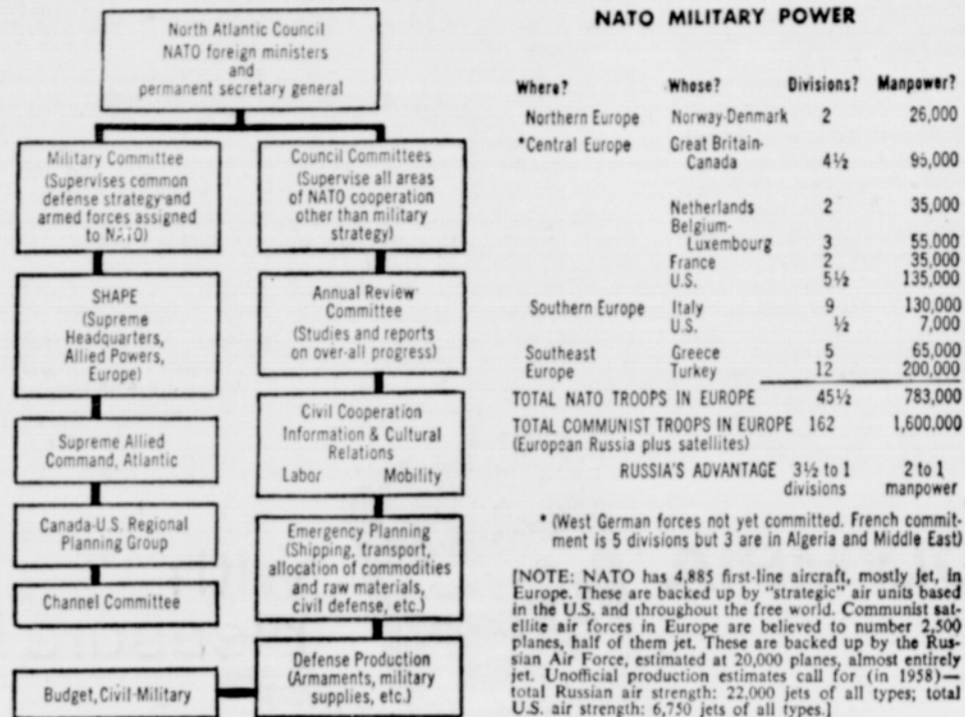 North Atlantic Council
NATO foreign ministers
and
permanent secretary general
Military Committee
(Supervises common
defense strategy and
armed forces assigned
to NATO)
SHAPE
(Supreme
Headquarters,
Allied Powers,
Europe)
Supreme Allied
Command, Atlantic
Canada-U.S. Regional
Planning Group
Channel Committee
Budget, Civil-Military
Council Committees
(Supervise all areas
of NATO cooperation
other than military
strategy)
Annual Review
Committee
(Studies and reports
on over-all progress)
Civil Cooperation
Information & Cultural
Relations
Labor Mobility
Emergency Planning
(Shipping, transport,
allocation of commodities
and raw materials,
civil defense, etc.)
Defense Production
(Armaments, military
supplies, etc.)
NATO MILITARY POWER
Where? Whose? Divisions? Manpower?
Northern Europe Norway-Denmark 2 26,000
*Central Europe Great Britain-
Canada 4½ 95,000
Netherlands 2 35,000
Belgium-
Luxembourg 3 55.000
France 2 35,000
U.S. 5½ 135,000
Southern Europe Italy 9 130,000
U.S. ½ 7,000
Southeast Greece 5 65,000
Europe Turkey 12 200,000
TOTAL NATO TROOPS IN EUROPE 45½ 783,000
TOTAL COMMUNIST TROOPS IN EUROPE 162 1,600,000
(European Russia plus satellites)
RUSSIA'S ADVANTAGE 3½ to 1 2 to 1
divisions manpower
* (West German forces not yet committed. French commit-
ment is 5 divisions but 3 are in Algeria and Middle East)
[NOTE: NATO has 4,885 first-line aircraft, mostly jet, in
Europe. These are backed up by "strategic" air units based
in the U.S. and throughout the free world. Communist sat-
ellite air forces in Europe are believed to number 2,500
planes, half of them jet. These are backed up by the Rus-
sian Air Force, estimated at 20,000 planes, almost entirely
jet. Unofficial production estimates call for (in 1958)—
total Russian air strength: 22,000 jets of all types; total
U.S. air strength: 6,750 jets of all types.]